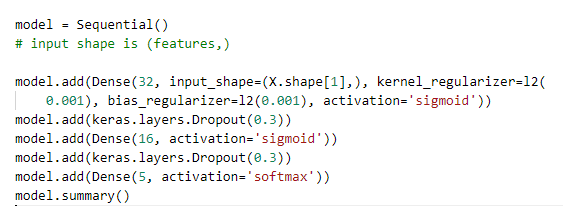 model = Sequential()
# input shape is (features,)
model.add(Dense(32, input_shape=(X.shape[1],), kernel_regularizer=l2(
0.001), bias_regularizer=l2(0.001), activation='sigmoid'))
model.add(keras.layers.Dropout(0.3))
model.add(Dense(16, activation='sigmoid'))
model.add(keras.layers.Dropout(0.3))
model.add(Dense(5, activation='softmax'))
model.summary()